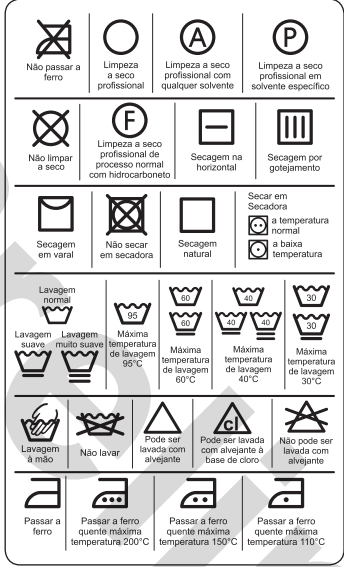 Não passar a
ferro
Limpeza
a seco
profissional
A
Limpeza a seco
profissional com
qualquer solvente
P
Limpeza a seco
profissional em
solvente específico
Não limpar
a seco
F
Limpeza a seco
profissional de
processo normal
com hidrocarboneto
Secagem na
horizontal
Secagem por
gotejamento
Secagem
em varal
Não secar
em secadora
Secagem
natural
Secar em
Secadora
a temperatura
normal
a baixa
temperatura
Lavagem
normal
Lavagem
suave
Lavagem
muito suave
95
Máxima
temperatura
de lavagem
95°C
60
60
Máxima
temperatura
de lavagem
60°C
40
40 40
Máxima
temperatura
de lavagem
40°C
30
30
Máxima
temperatura
de lavagem
30°C
Lavagem
à mão
Não lavar
Pode ser
lavada com
alvejante
cl
Pode ser lavada
com alvejante à
base de cloro
Não pode ser
lavada com
alvejante
Passar a
ferro
Passar a ferro
quente máxima
temperatura 200°C
Passar a ferro
quente máxima
temperatura 150°C
Passar a ferro
quente máxima
temperatura 110°C